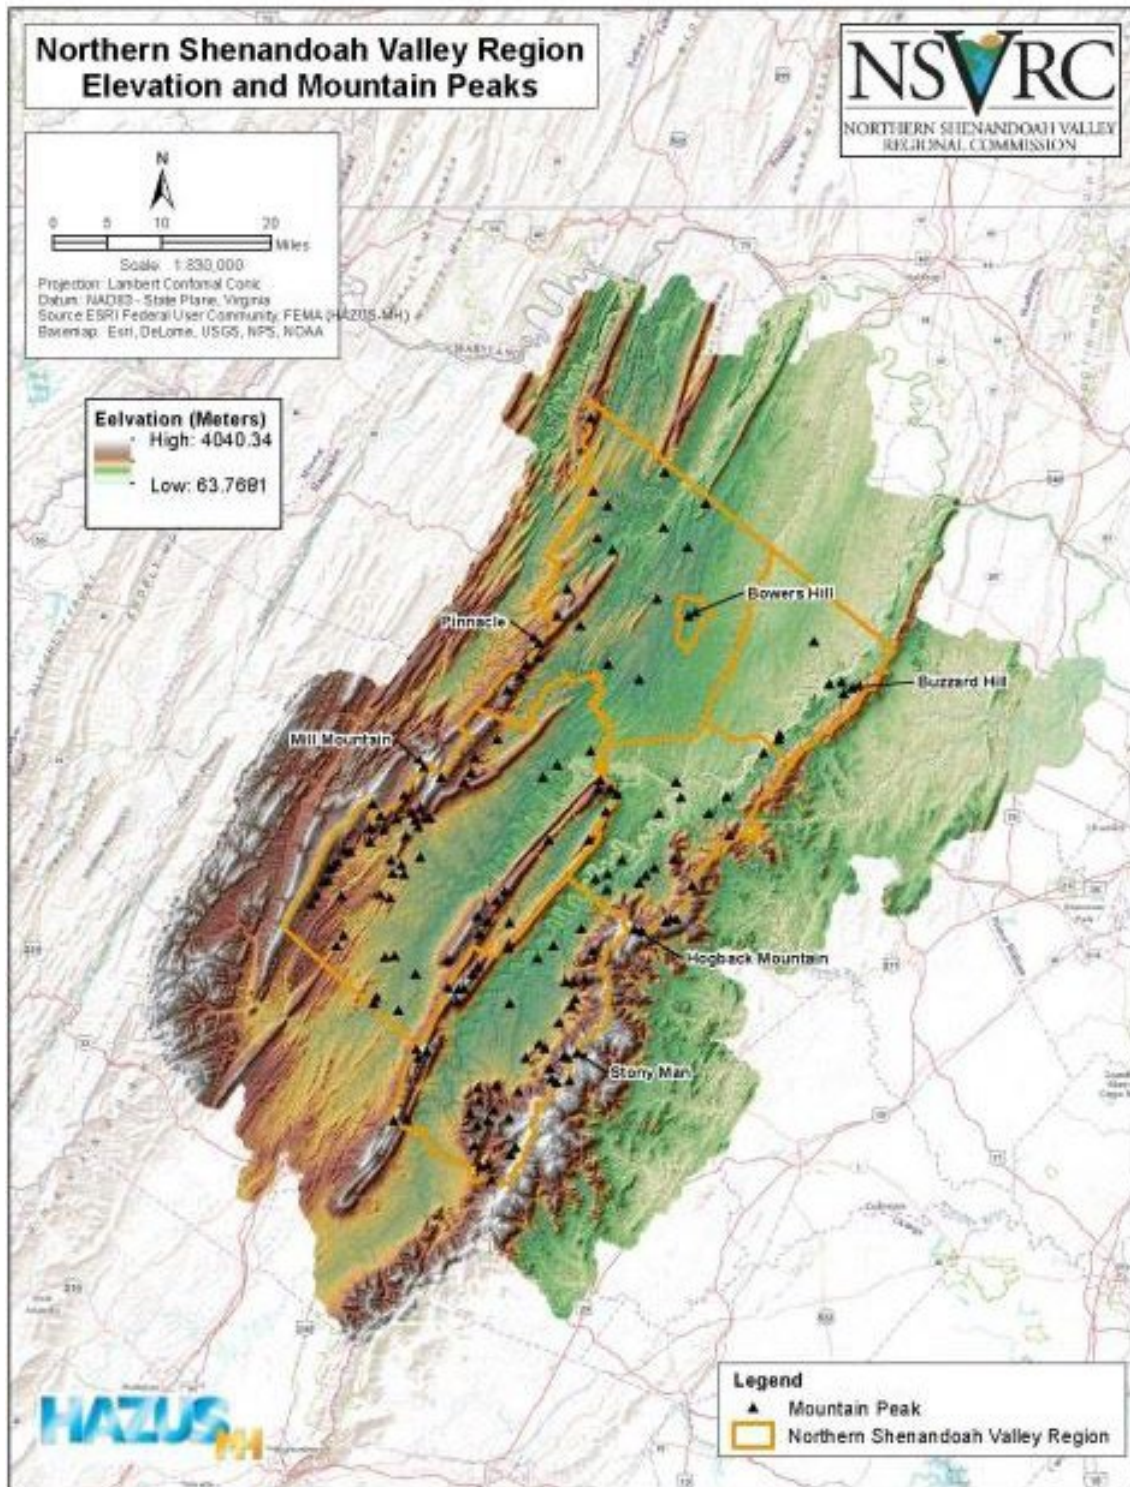 Northern Shenandoah Valley Region
Elevation and Mountain Peaks
NSVRC
NORTHERN SHENANDOAH VALLEY
REGIONAL COMMISSION
N
0 5 10 20
Miles
Scale: 1:830,000
Projection: Lambert Conformal Conic
Datum: NAD83 - State Plane, Virginia
Source ESRI Federal User Community, FEMA (HAZUS-MH)
Basemap: Esri, DeLorme, USGS, NPS, NOAA
MARYLAND
Eelvation (Meters)
High: 4040.34
Low: 63.7681
Bowers Hill
Pinnacle
Buzzard Hill
Mill Mountain
Hogback Mountain
Stony Man
HAZUS MH
Legend
Mountain Peak
Northern Shenandoah Valley Region